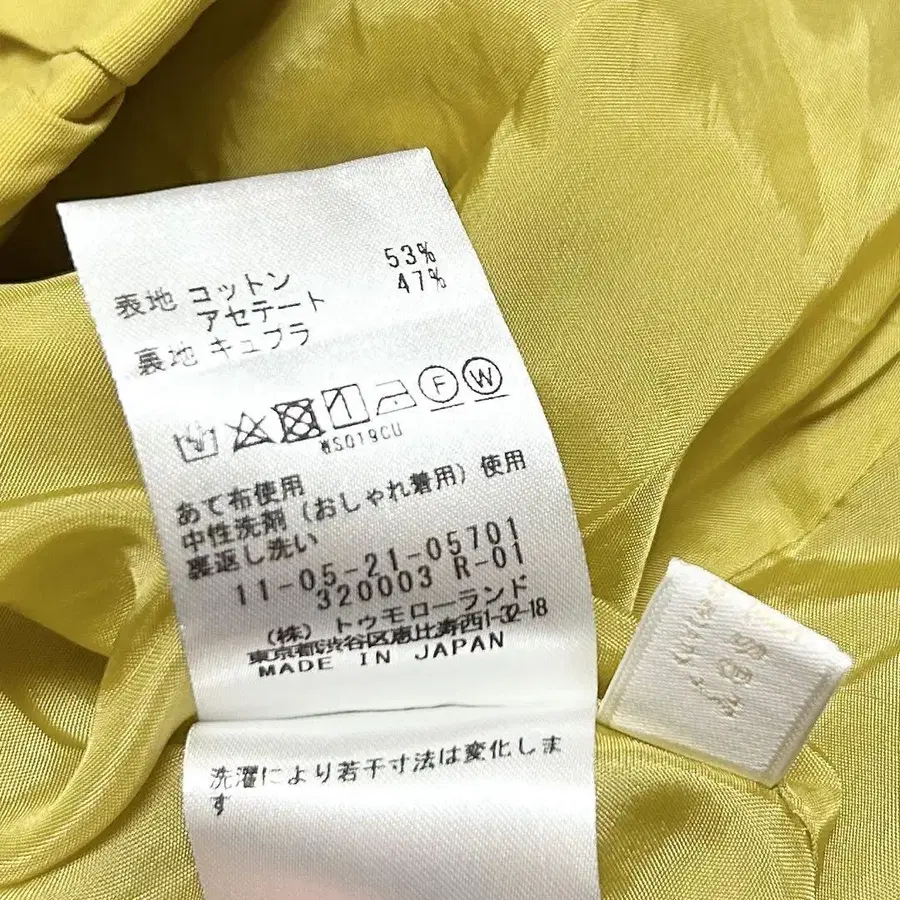 表地 コットン 53%
アセテート 47%
裏地 キュプラ
F W
WS019CU
あて布使用
中性洗剤（おしゃれ着用）使用
裏返し洗い
11-05-21-05701
320003 R-01
（株）トゥモローランド
東京都渋谷区恵比寿西1-32-18
MADE IN JAPAN
洗濯により若干寸法は変化しま
す